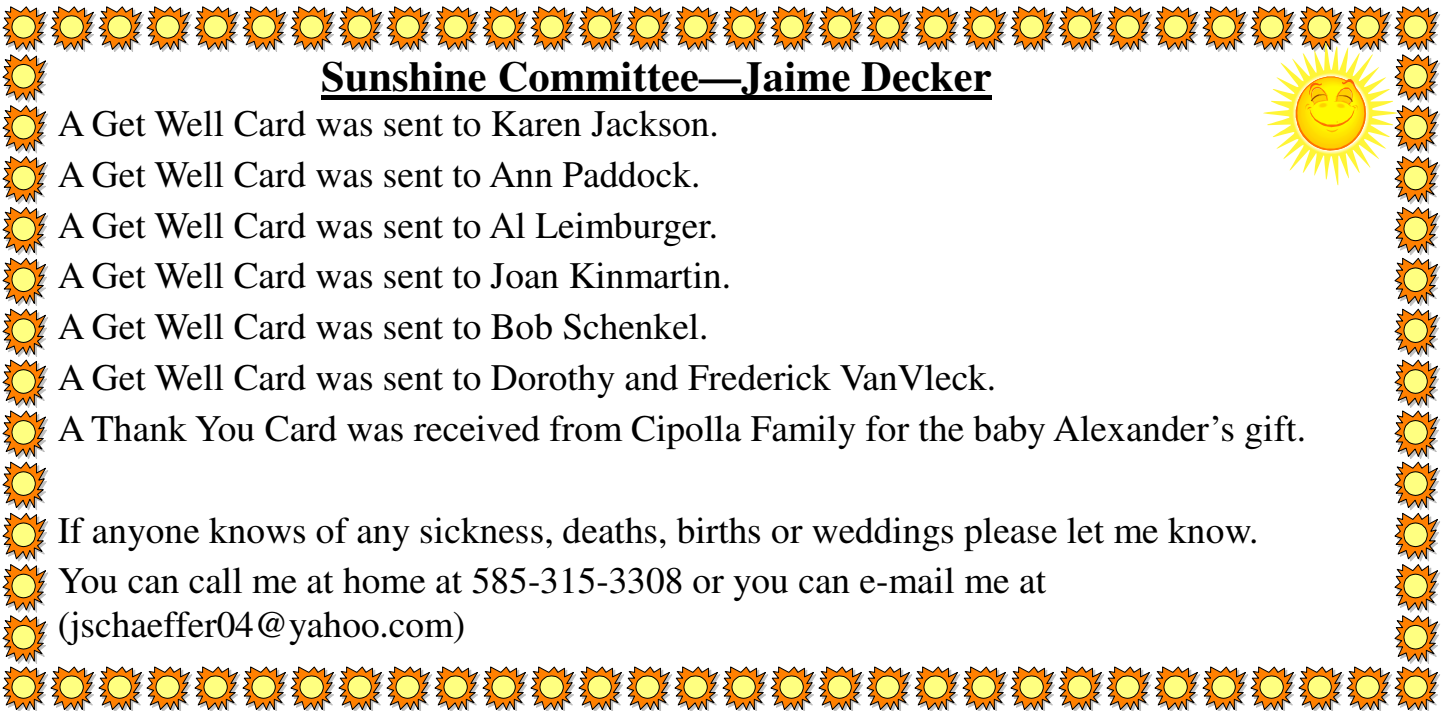 Sunshine Committee—Jaime Decker
A Get Well Card was sent to Karen Jackson.
A Get Well Card was sent to Ann Paddock.
A Get Well Card was sent to Al Leimburger.
A Get Well Card was sent to Joan Kinmartin.
A Get Well Card was sent to Bob Schenkel.
A Get Well Card was sent to Dorothy and Frederick VanVleck.
A Thank You Card was received from Cipolla Family for the baby Alexander’s gift.
If anyone knows of any sickness, deaths, births or weddings please let me know.
You can call me at home at 585-315-3308 or you can e-mail me at
(jschaeffer04@yahoo.com)